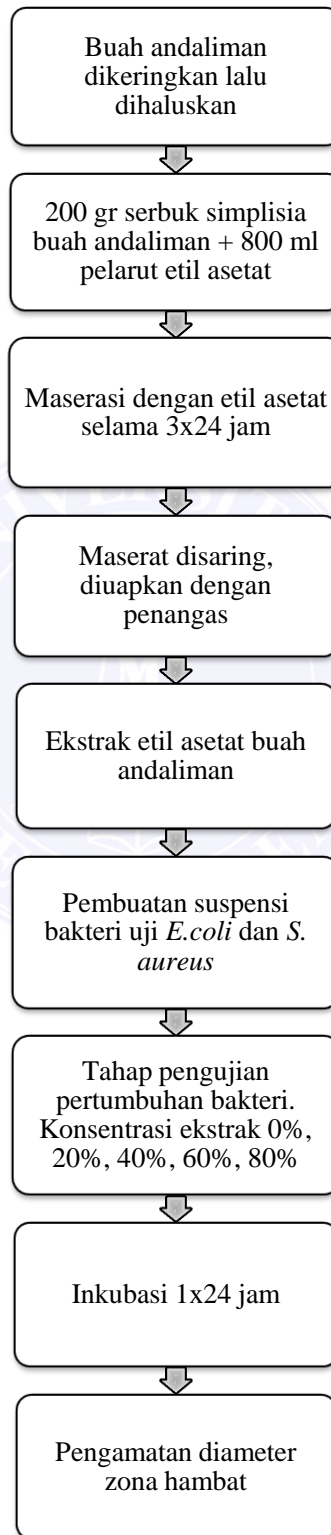 Buah andaliman
dikeringkan lalu
dihaluskan
200 gr serbuk simplisia
buah andaliman + 800 ml
pelarut etil asetat
Maserasi dengan etil asetat
selama 3x24 jam
Maserat disaring,
diuapkan dengan
penangas
Ekstrak etil asetat buah
andaliman
Pembuatan suspensi
bakteri uji E.coli dan S.
aureus
Tahap pengujian
pertumbuhan bakteri.
Konsentrasi ekstrak 0%,
20%, 40%, 60%, 80%
Inkubasi 1x24 jam
Pengamatan diameter
zona hambat